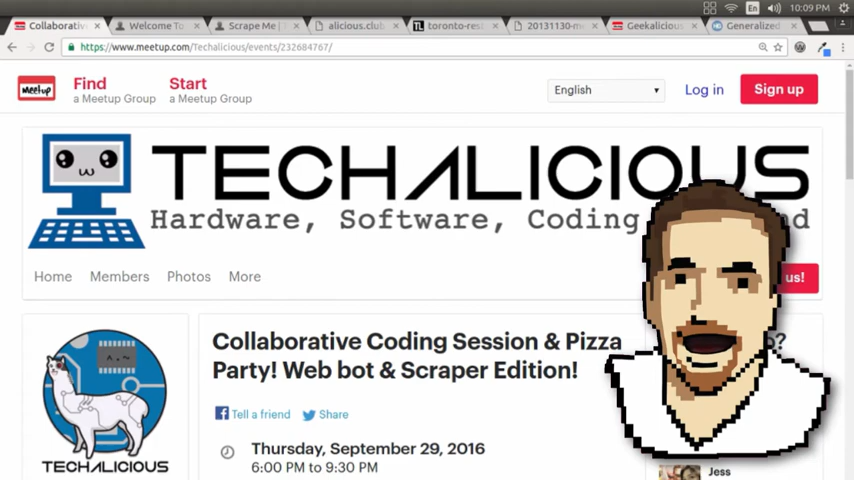 Collaborative
Welcome To
Scrape Me |
alicious.club
toronto-rest
20131130-me
Geekalicious
Generalized
En
10:09 PM
https://www.meetup.com/Techalicious/events/232684767/
Meetup
Find
a Meetup Group
Start
a Meetup Group
English
Log in
Sign up
TECHALICIOUS
Hardware, Software, Coding
nd
Home
Members
Photos
More
us!
Collaborative Coding Session & Pizza
Party! Web bot & Scraper Edition!
?
Tell a friend
Share
Thursday, September 29, 2016
6:00 PM to 9:30 PM
TECHALICIOUS
Jess